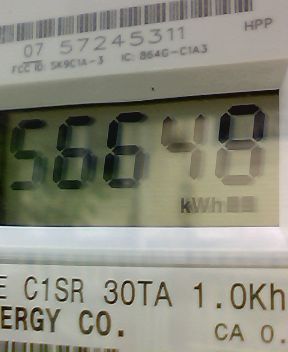 HPP
07 57245311
FCC ID: SK9C1A-3 IC: 864G-C1A3
56648
kWh
E C1SR 30TA 1.0Kh
ERGY CO.
CA 0.